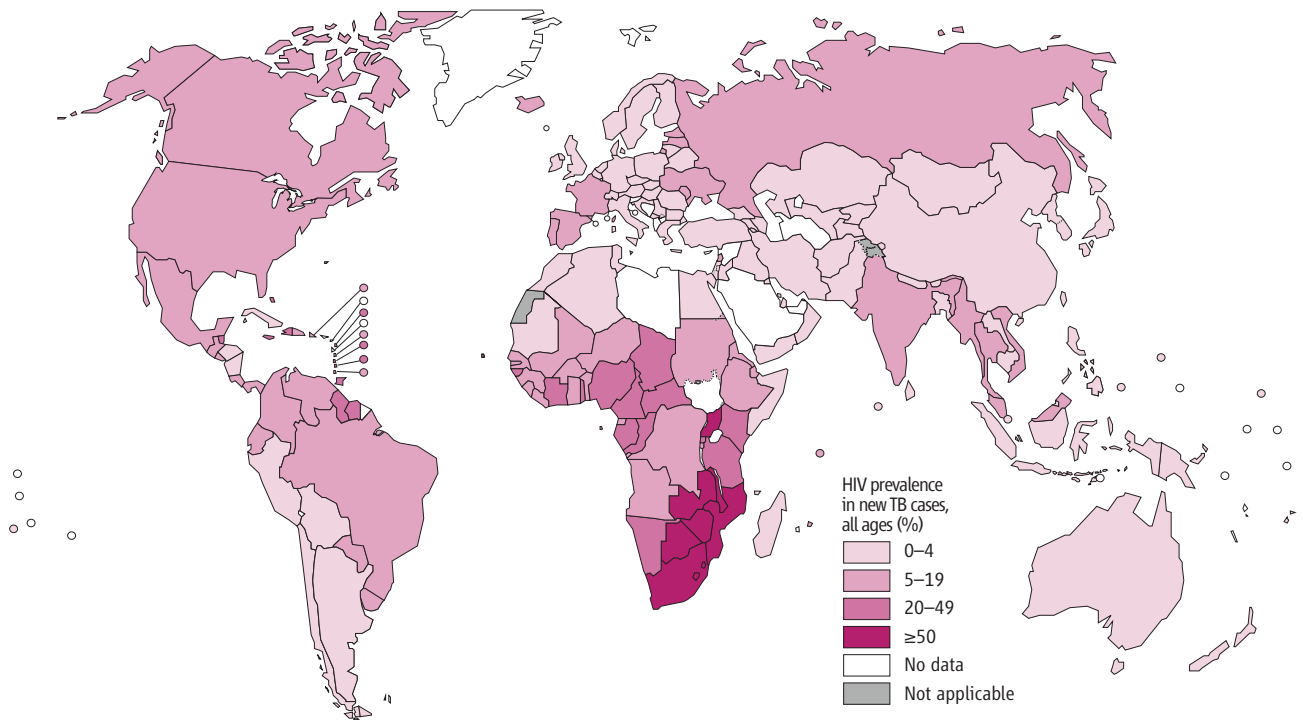 HIV prevalence
in new TB cases,
all ages (%)
0–4
5–19
20–49
≥50
No data
Not applicable